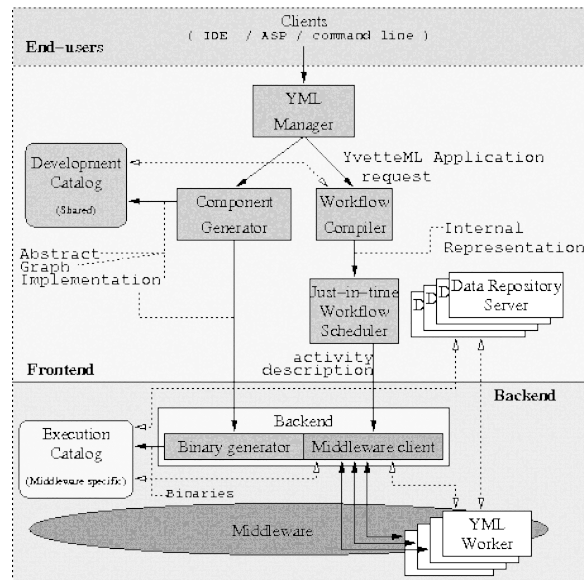 Clients
( IDE / ASP / command line )
End-users
YML
Manager
Development
Catalog
(Shared)
YvetteML Application
request
Component
Generator
Workflow
Compiler
Abstract
Graph
Implementation
Internal
Representation
Just-in-time
Workflow
Scheduler
D
D
D
Data Repository
Server
activity
description
Frontend
Backend
Backend
Execution
Catalog
(Middleware specific)
Binary generator
Middleware client
Binaries
Middleware
YML
Worker